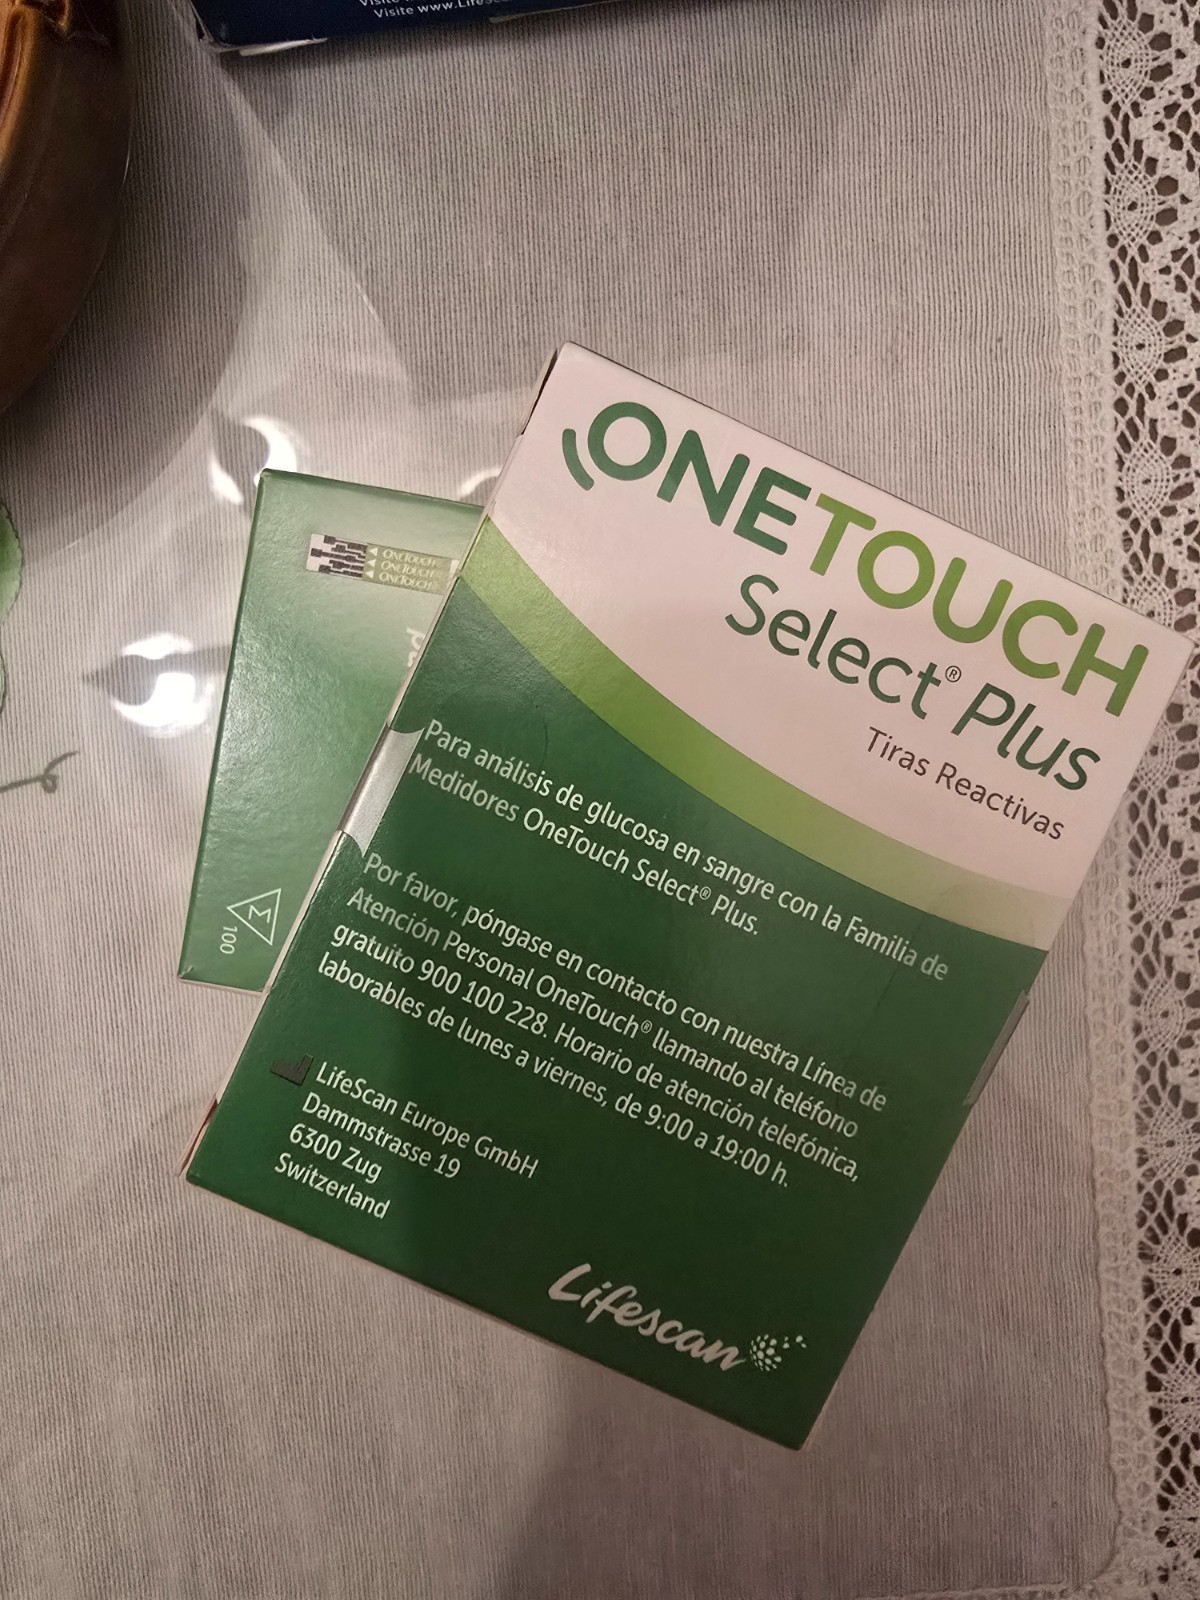 Visite www.LifeSc
ONETOUCH
ONETOUCH
ONETOUCH
100
ONETOUCH
Select® Plus
Tiras Reactivas
Para análisis de glucosa en sangre con la Familia de
Medidores OneTouch Select® Plus.
Por favor, póngase en contacto con nuestra Línea de
Atención Personal OneTouch® llamando al teléfono
gratuito 900 100 228. Horario de atención telefónica,
laborables de lunes a viernes, de 9:00 a 19:00 h.
LifeScan Europe GmbH
Dammstrasse 19
6300 Zug
Switzerland
Lifescan